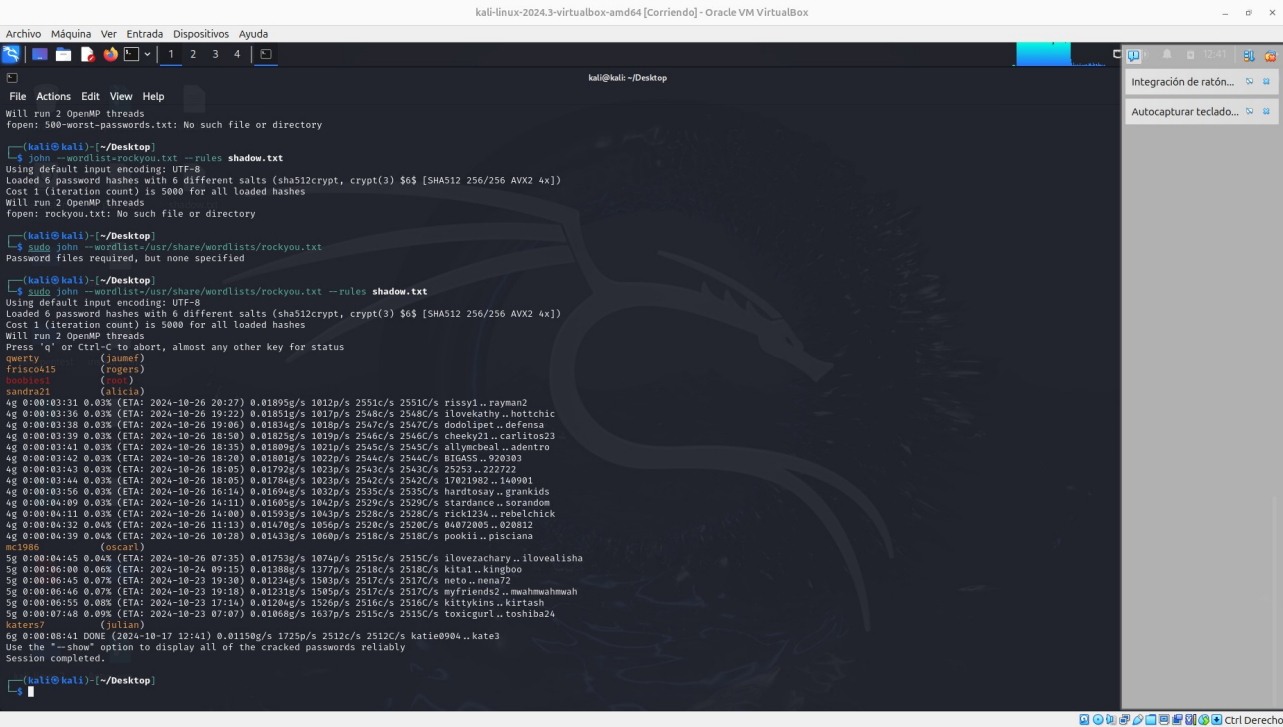 kali-linux-2024.3-virtualbox-amd64 [Corriendo] - Oracle VM VirtualBox
Archivo Máquina Ver Entrada Dispositivos Ayuda
1 2 3 4
12:41
kali@kali: ~/Desktop
Integración de ratón...
Autocapturar teclado...
File Actions Edit View Help
Will run 2 OpenMP threads
fopen: 500-worst-passwords.txt: No such file or directory
┌──(kali㉿kali)-[~/Desktop]
└─$ john --wordlist=rockyou.txt --rules shadow.txt
Using default input encoding: UTF-8
Loaded 6 password hashes with 6 different salts (sha512crypt, crypt(3) $6$ [SHA512 256/256 AVX2 4x])
Cost 1 (iteration count) is 5000 for all loaded hashes
Will run 2 OpenMP threads
fopen: rockyou.txt: No such file or directory
┌──(kali㉿kali)-[~/Desktop]
└─$ sudo john --wordlist=/usr/share/wordlists/rockyou.txt
Password files required, but none specified
┌──(kali㉿kali)-[~/Desktop]
└─$ sudo john --wordlist=/usr/share/wordlists/rockyou.txt --rules shadow.txt
Using default input encoding: UTF-8
Loaded 6 password hashes with 6 different salts (sha512crypt, crypt(3) $6$ [SHA512 256/256 AVX2 4x])
Cost 1 (iteration count) is 5000 for all loaded hashes
Will run 2 OpenMP threads
Press 'q' or Ctrl-C to abort, almost any other key for status
qwerty (jaumef)
frisco415 (rogers)
boobies1 (root)
sandra21 (alicia)
4g 0:00:03:31 0.03% (ETA: 2024-10-26 20:27) 0.01895g/s 1012p/s 2551c/s 2551C/s rissy1..rayman2
4g 0:00:03:36 0.03% (ETA: 2024-10-26 19:22) 0.01851g/s 1017p/s 2548c/s 2548C/s ilovekathy..hottchic
4g 0:00:03:38 0.03% (ETA: 2024-10-26 19:06) 0.01834g/s 1018p/s 2547c/s 2547C/s dodolipet..defensa
4g 0:00:03:39 0.03% (ETA: 2024-10-26 18:50) 0.01825g/s 1019p/s 2546c/s 2546C/s cheeky21..carlitos23
4g 0:00:03:41 0.03% (ETA: 2024-10-26 18:35) 0.01809g/s 1021p/s 2545c/s 2545C/s allymcbeal..adentro
4g 0:00:03:42 0.03% (ETA: 2024-10-26 18:20) 0.01801g/s 1022p/s 2544c/s 2544C/s BIGASS..920303
4g 0:00:03:43 0.03% (ETA: 2024-10-26 18:05) 0.01792g/s 1023p/s 2543c/s 2543C/s 25253..222722
4g 0:00:03:44 0.03% (ETA: 2024-10-26 18:05) 0.01784g/s 1023p/s 2542c/s 2542C/s 17021982..140901
4g 0:00:03:56 0.03% (ETA: 2024-10-26 16:14) 0.01694g/s 1032p/s 2535c/s 2535C/s hardtosay..grankids
4g 0:00:04:09 0.03% (ETA: 2024-10-26 14:11) 0.01605g/s 1042p/s 2529c/s 2529C/s stardance..sorandom
4g 0:00:04:11 0.03% (ETA: 2024-10-26 14:00) 0.01593g/s 1043p/s 2528c/s 2528C/s rick1234..rebelchick
4g 0:00:04:32 0.04% (ETA: 2024-10-26 11:13) 0.01470g/s 1056p/s 2520c/s 2520C/s 04072005..020812
4g 0:00:04:39 0.04% (ETA: 2024-10-26 10:28) 0.01433g/s 1060p/s 2518c/s 2518C/s pookii..pisciana
mc1986 (oscarl)
5g 0:00:04:45 0.04% (ETA: 2024-10-26 07:35) 0.01753g/s 1074p/s 2515c/s 2515C/s ilovezachary..ilovealisha
5g 0:00:06:00 0.06% (ETA: 2024-10-24 09:15) 0.01388g/s 1377p/s 2518c/s 2518C/s kita1..kingboo
5g 0:00:06:45 0.07% (ETA: 2024-10-23 19:30) 0.01234g/s 1503p/s 2517c/s 2517C/s neto..nena72
5g 0:00:06:46 0.07% (ETA: 2024-10-23 19:18) 0.01231g/s 1505p/s 2517c/s 2517C/s myfriends2..mwahmwahmwah
5g 0:00:06:55 0.08% (ETA: 2024-10-23 17:14) 0.01204g/s 1526p/s 2516c/s 2516C/s kittykins..kirtash
5g 0:00:07:48 0.09% (ETA: 2024-10-23 07:07) 0.01068g/s 1637p/s 2515c/s 2515C/s toxicgurl..toshiba24
katers7 (julian)
6g 0:00:08:41 DONE (2024-10-17 12:41) 0.01150g/s 1725p/s 2512c/s 2512C/s katie0904..kate3
Use the "--show" option to display all of the cracked passwords reliably
Session completed.
┌──(kali㉿kali)-[~/Desktop]
└─$
Ctrl Derecho